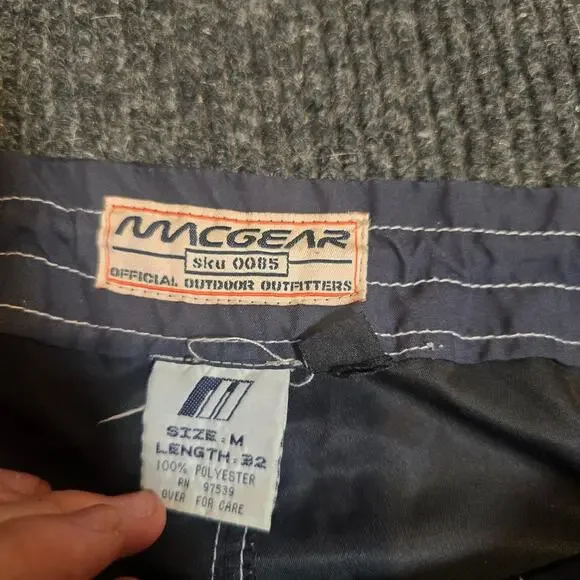 MACGEAR
sku 0085
OFFICIAL OUTDOOR OUTFITTERS
SIZE: M
LENGTH: 32
100% POLYESTER
RN 97539
OVER FOR CARE